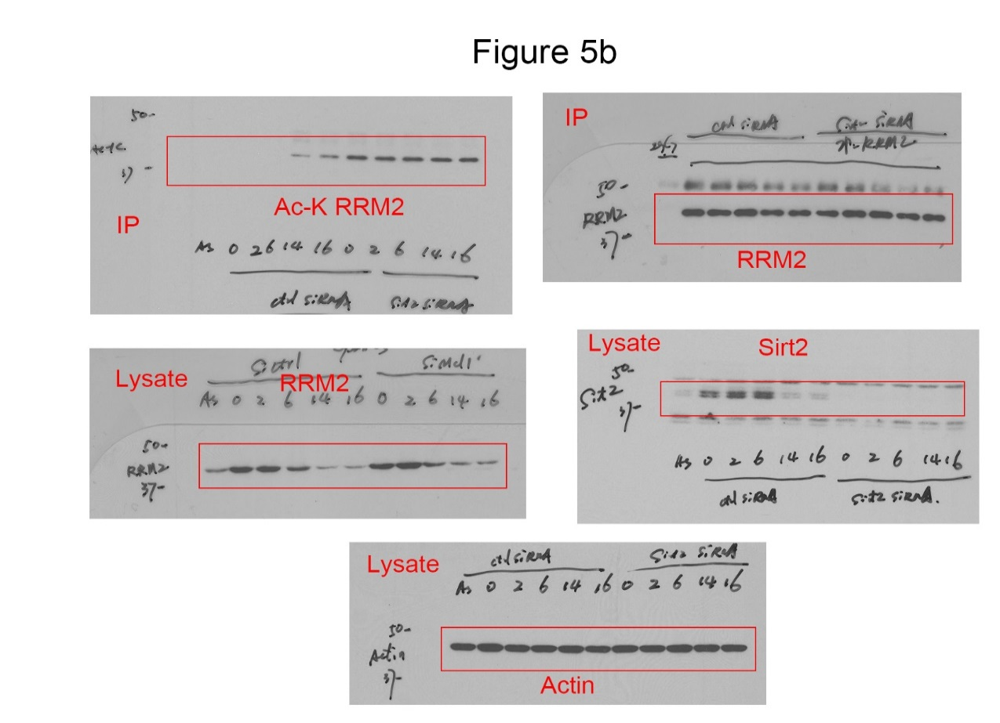 Figure 5b
50-
37 -
Ac-K RRM2
IP
As 0 2 6 14 16 0 2 6 14 16
ctrl siRNA
IP
ctrl siRNA
50-
RRM2
37-
RRM2
Lysate
RRM2
As 0 2 6 14 16 0 2 6 14 16
50-
RRM2
37-
Lysate
Sirt2
50-
37-
As 0 2 6 14 16 0 2 6 14 16
ctrl siRNA
Sirt2 siRNA.
Lysate
ctrl siRNA
As 0 2 6 14 16 0 2 6 14 16
50-
Actin
37-
Actin